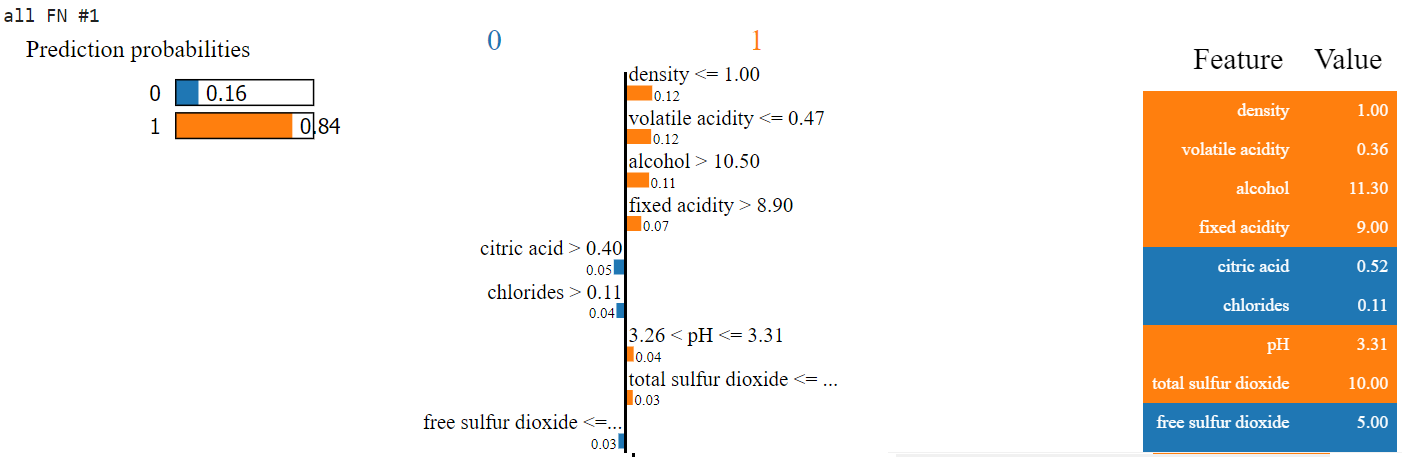 all FN #1
Prediction probabilities
0 0.16
1 0.84
0 1
density <= 1.00
0.12
volatile acidity <= 0.47
0.12
alcohol > 10.50
0.11
fixed acidity > 8.90
0.07
citric acid > 0.40
0.05
chlorides > 0.11
0.04
3.26 < pH <= 3.31
0.04
total sulfur dioxide <= ...
0.03
free sulfur dioxide <=...
0.03
Feature Value
density 1.00
volatile acidity 0.36
alcohol 11.30
fixed acidity 9.00
citric acid 0.52
chlorides 0.11
pH 3.31
total sulfur dioxide 10.00
free sulfur dioxide 5.00